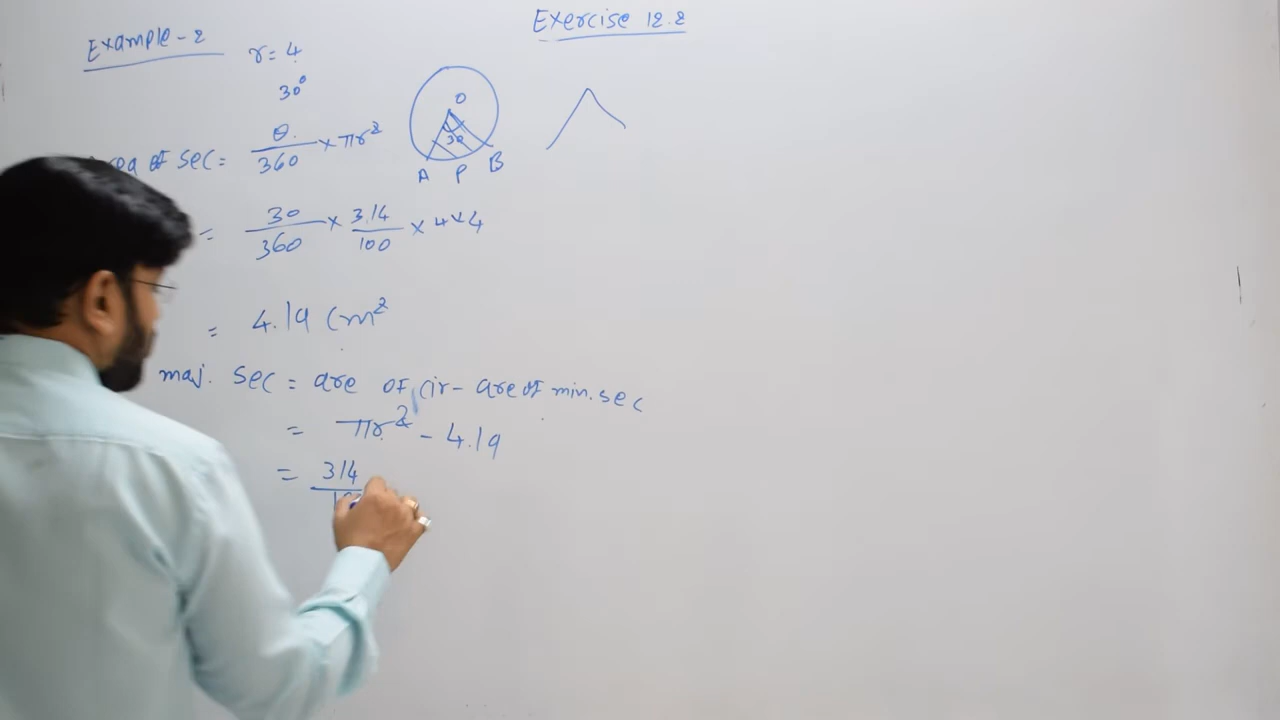 Exercise 12.2
Example - 2
r = 4
30°
O
30
A P B
of sec = θ/360 × πr²
= 30/360 × 3.14/100 × 4×4
= 4.19 cm²
maj. sec = are of cir - are of min. sec
= πr² - 4.19
= 314